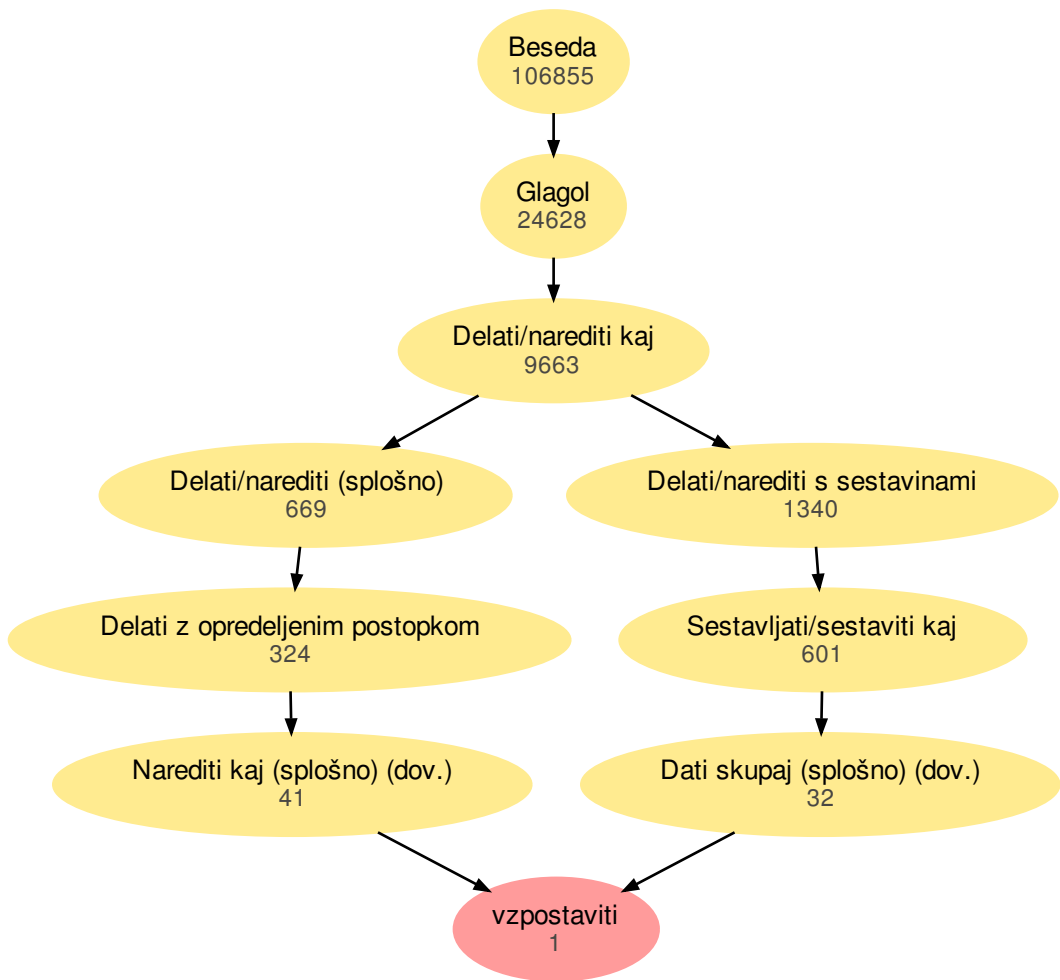 Beseda
106855
Glagol
24628
Delati/narediti kaj
9663
Delati/narediti (splošno)
669
Delati/narediti s sestavinami
1340
Delati z opredeljenim postopkom
324
Sestavljati/sestaviti kaj
601
Narediti kaj (splošno) (dov.)
41
Dati skupaj (splošno) (dov.)
32
vzpostaviti
1